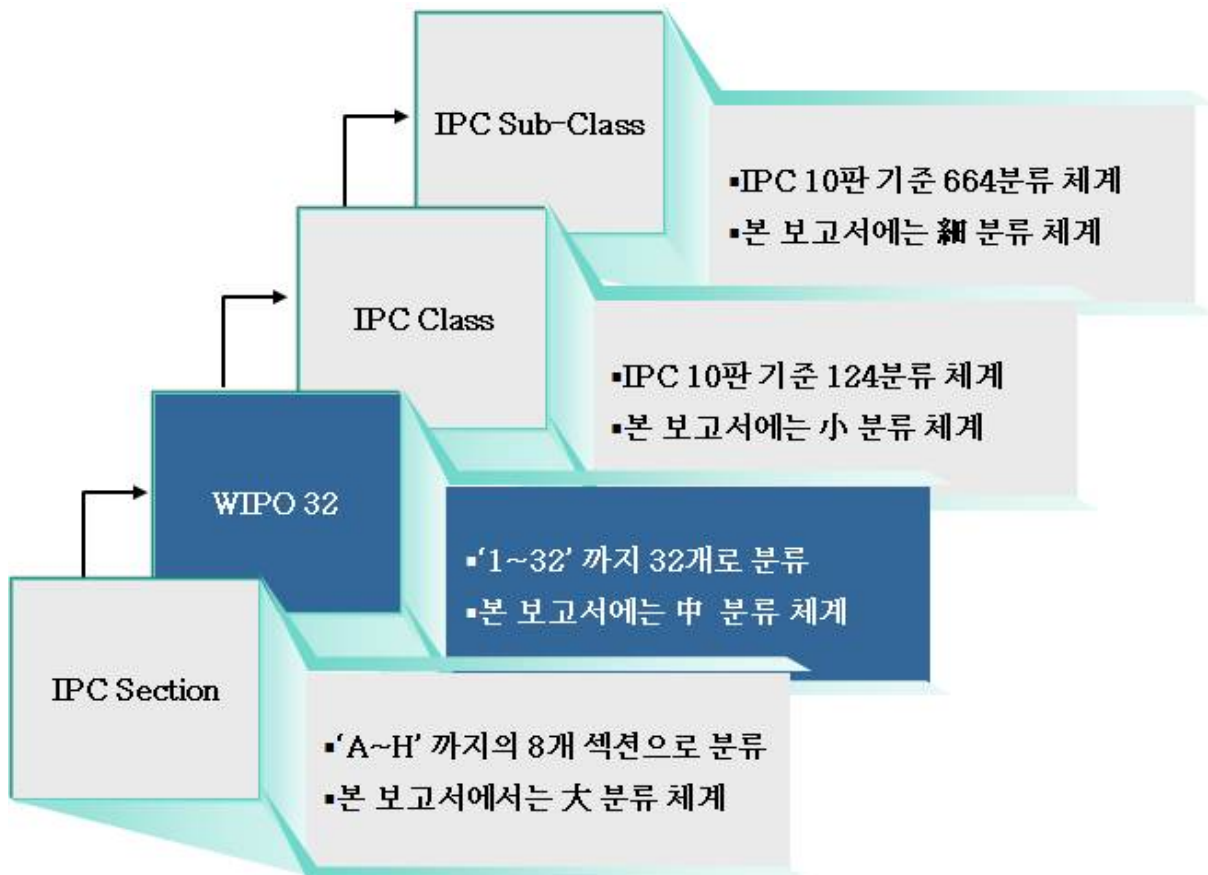 IPC Sub-Class
▪IPC 10판 기준 664분류 체계
▪본 보고서에는 細 분류 체계
IPC Class
▪IPC 10판 기준 124분류 체계
▪본 보고서에는 小 분류 체계
WIPO 32
▪‘1~32’ 까지 32개로 분류
▪본 보고서에는 中 분류 체계
IPC Section
▪‘A~H’ 까지의 8개 섹션으로 분류
▪본 보고서에서는 大 분류 체계